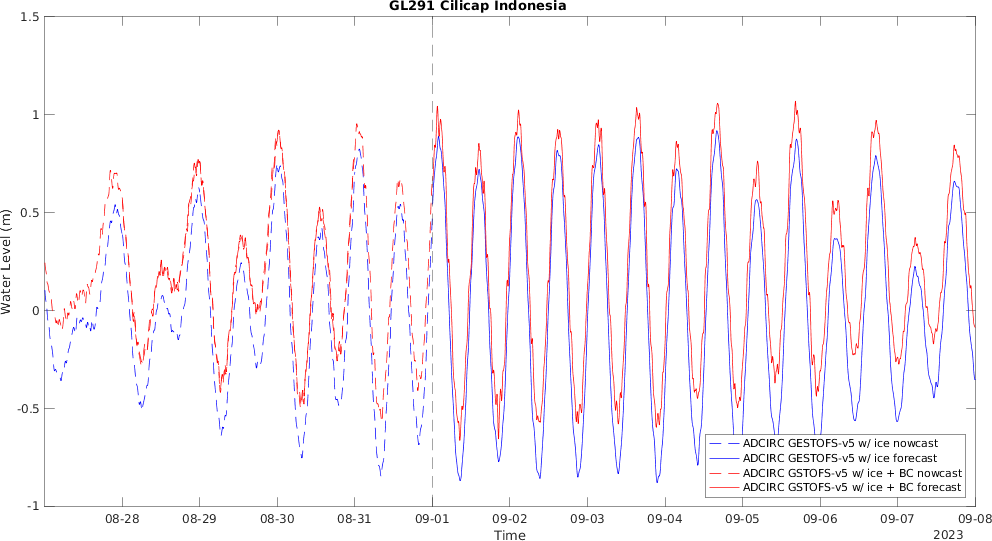 GL291 Cilicap Indonesia
1.5
1
0.5
0
-0.5
-1
Water Level (m)
08-28
08-29
08-30
08-31
09-01
09-02
09-03
09-04
09-05
09-06
09-07
09-08
Time
2023
ADCIRC GESTOFS-v5 w/ ice nowcast
ADCIRC GESTOFS-v5 w/ ice forecast
ADCIRC GSTOFS-v5 w/ ice + BC nowcast
ADCIRC GSTOFS-v5 w/ ice + BC forecast